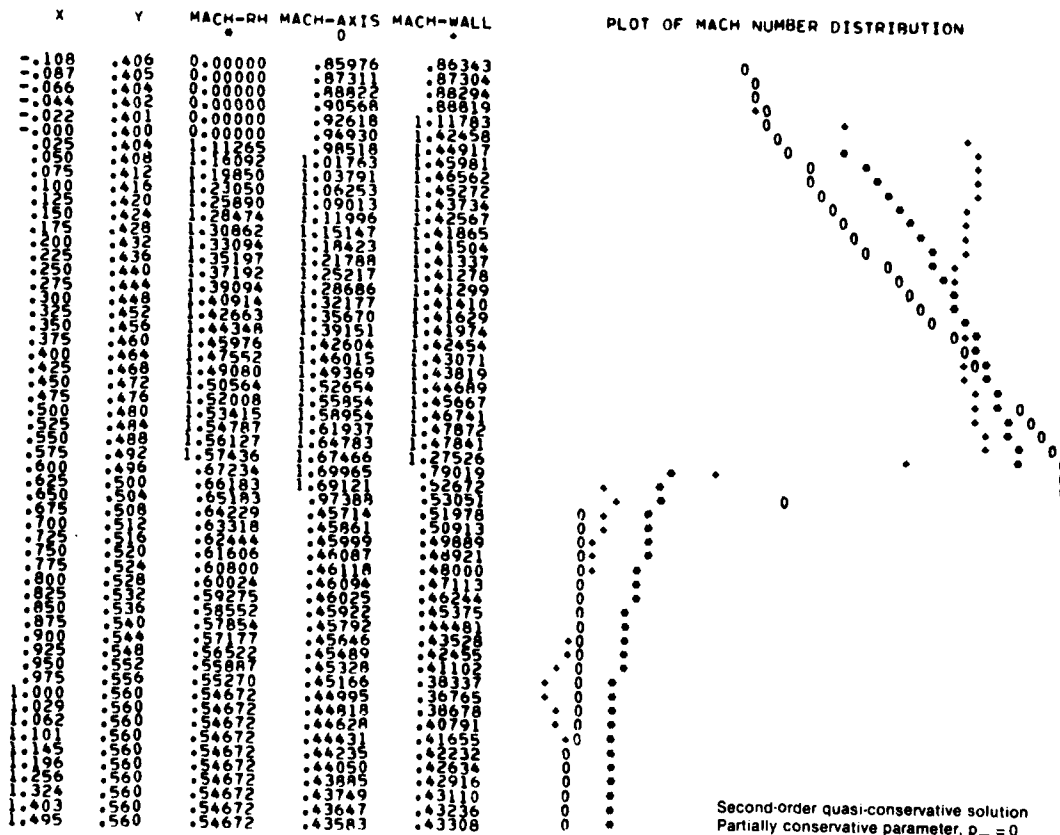 X Y MACH-RH MACH-AXIS MACH-WALL PLOT OF MACH NUMBER DISTRIBUTION
-.108 .406 0.00000 .85976 .86343
-.087 .405 0.00000 .87311 .87304
-.066 .404 0.00000 .88822 .88294
-.044 .402 0.00000 .90568 .88819
-.022 .401 0.00000 .92618 1.11783
-.000 .400 0.00000 .94930 1.42458
.025 .404 1.11265 .98518 1.44917
.050 .408 1.16092 1.01763 1.45981
.075 .412 1.19850 1.03791 1.46562
.100 .416 1.23050 1.06253 1.45272
.125 .420 1.25890 1.09013 1.43734
.150 .424 1.28474 1.11996 1.42567
.175 .428 1.30862 1.15147 1.41865
.200 .432 1.33094 1.18423 1.41504
.225 .436 1.35197 1.21788 1.41337
.250 .440 1.37192 1.25217 1.41278
.275 .444 1.39094 1.28686 1.41299
.300 .448 1.40914 1.32177 1.41410
.325 .452 1.42663 1.35670 1.41629
.350 .456 1.44348 1.39151 1.41974
.375 .460 1.45976 1.42604 1.42454
.400 .464 1.47552 1.46015 1.43071
.425 .468 1.49080 1.49369 1.43819
.450 .472 1.50564 1.52654 1.44689
.475 .476 1.52008 1.55854 1.45667
.500 .480 1.53415 1.58954 1.46741
.525 .484 1.54787 1.61937 1.47872
.550 .488 1.56127 1.64783 1.47841
.575 .492 1.57436 1.67466 1.27526
.600 .496 .67234 1.69965 .79019
.625 .500 .66183 1.69121 .52672
.650 .504 .65183 .97388 .53051
.675 .508 .64229 .45714 .51978
.700 .512 .63318 .45861 .50913
.725 .516 .62444 .45999 .49889
.750 .520 .61606 .46087 .48921
.775 .524 .60800 .46118 .48000
.800 .528 .60024 .46094 .47113
.825 .532 .59275 .46025 .46244
.850 .536 .58552 .45922 .45375
.875 .540 .57854 .45792 .44481
.900 .544 .57177 .45646 .43528
.925 .548 .56522 .45489 .42455
.950 .552 .55887 .45328 .41102
.975 .556 .55270 .45166 .38337
1.000 .560 .54672 .44995 .36765
1.029 .560 .54672 .44818 .38678
1.062 .560 .54672 .44628 .40791
1.101 .560 .54672 .44431 .41655
1.145 .560 .54672 .44235 .42232
1.196 .560 .54672 .44050 .42634
1.256 .560 .54672 .43885 .42916
1.324 .560 .54672 .43749 .43110
1.403 .560 .54672 .43647 .43236
1.495 .560 .54672 .43583 .43308
Second-order quasi-conservative solution
Partially conservative parameter, p_ = 0